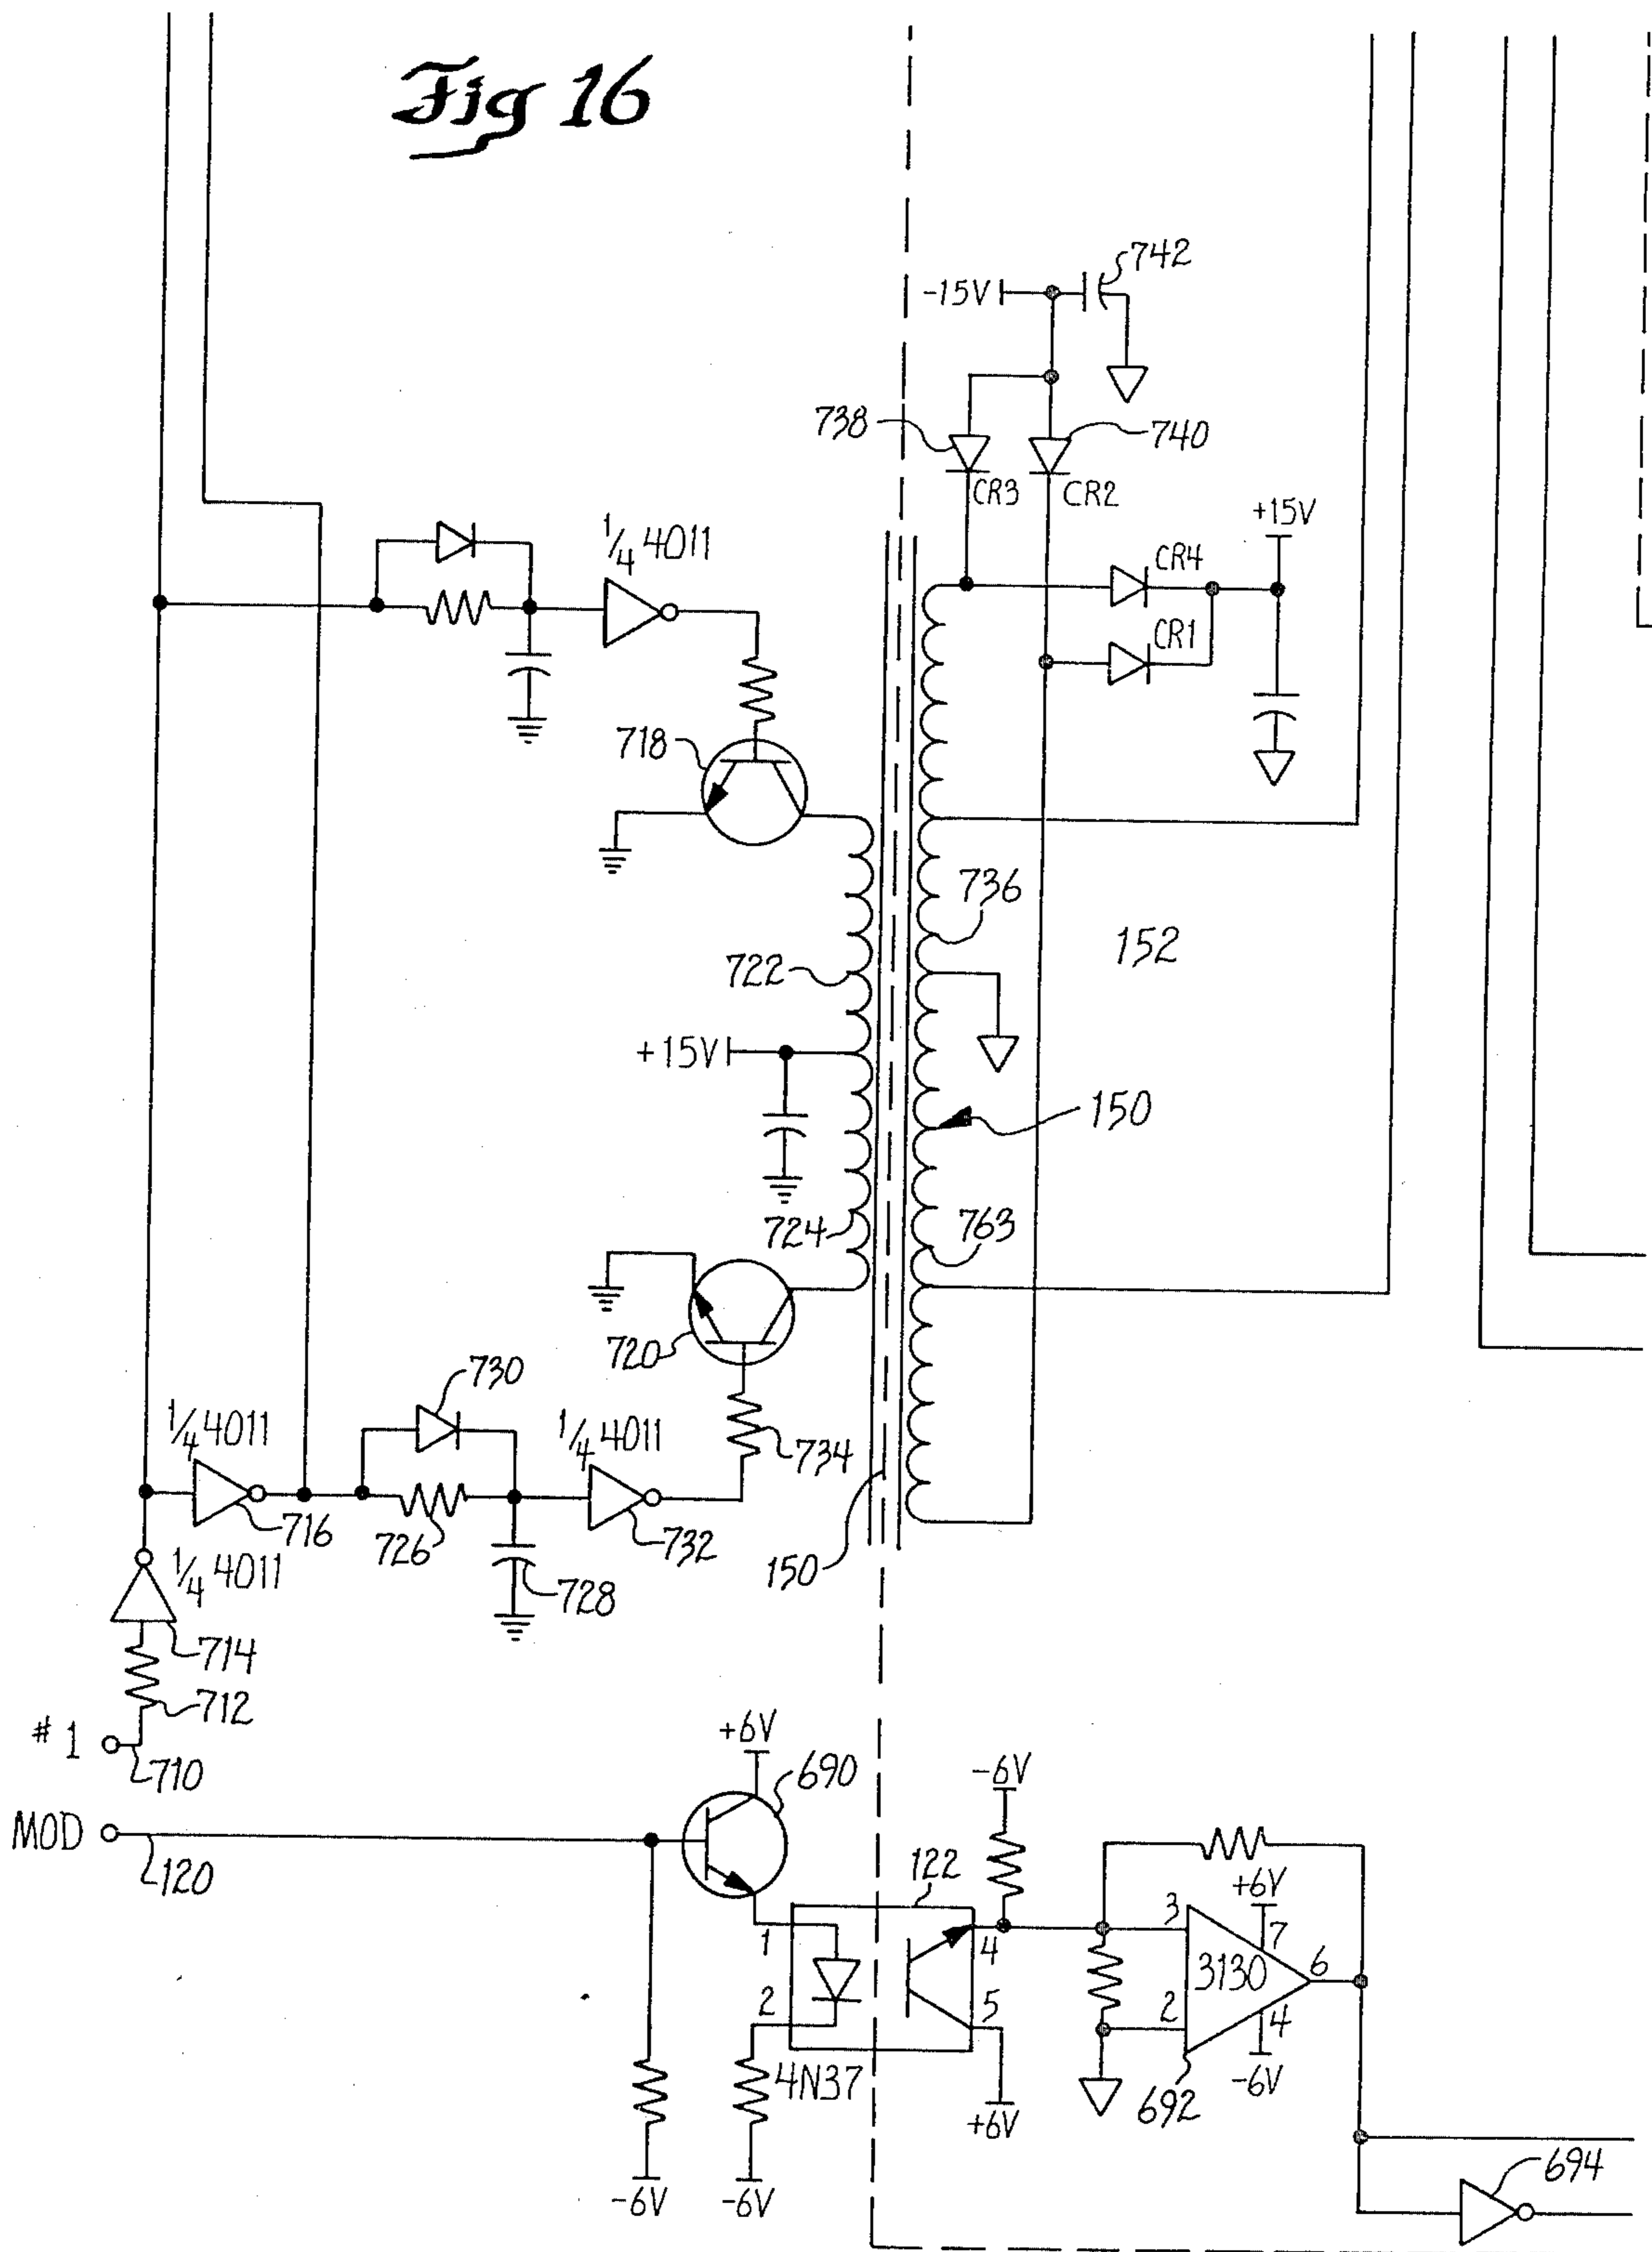 Fig 16
742
-15V
738
740
CR3
CR2
+15V
1/4 4011
CR4
CR1
718
736
152
722
+15V
150
724
763
720
730
1/4 4011
1/4 4011
734
716
726
732
150
1/4 4011
728
714
712
# 1
710
+6V
690
-6V
MOD
120
122
+6V
1
4
3
7
3130
6
2
5
2
4
4N37
-6V
692
+6V
694
-6V
-6V